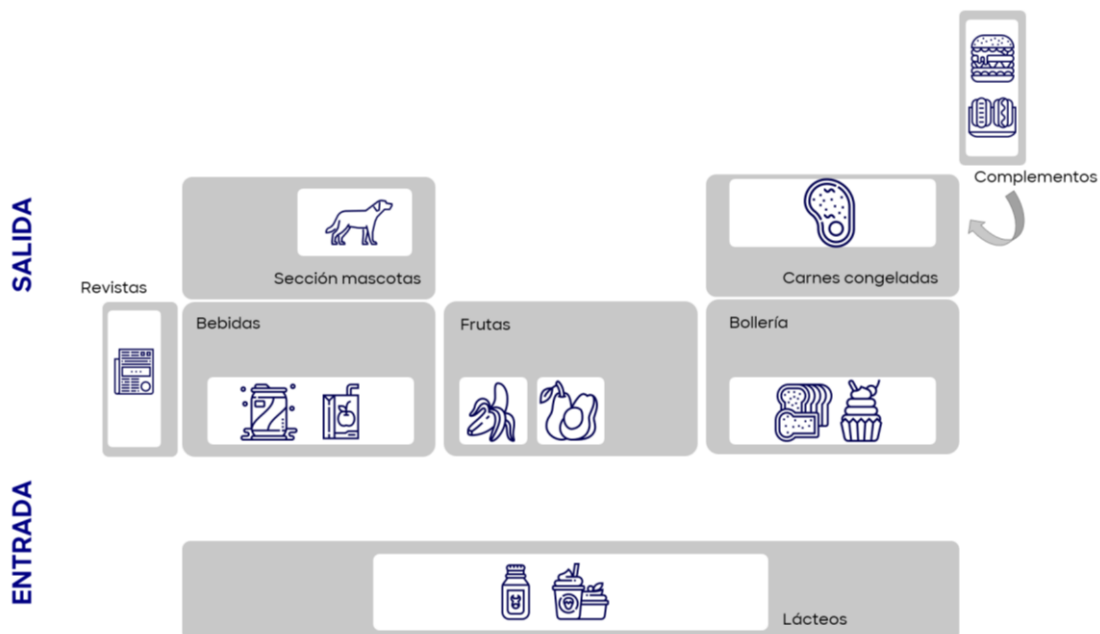 Complementos
SALIDA
Sección mascotas
Carnes congeladas
Revistas
Bebidas
Frutas
Bollería
ENTRADA
Lácteos